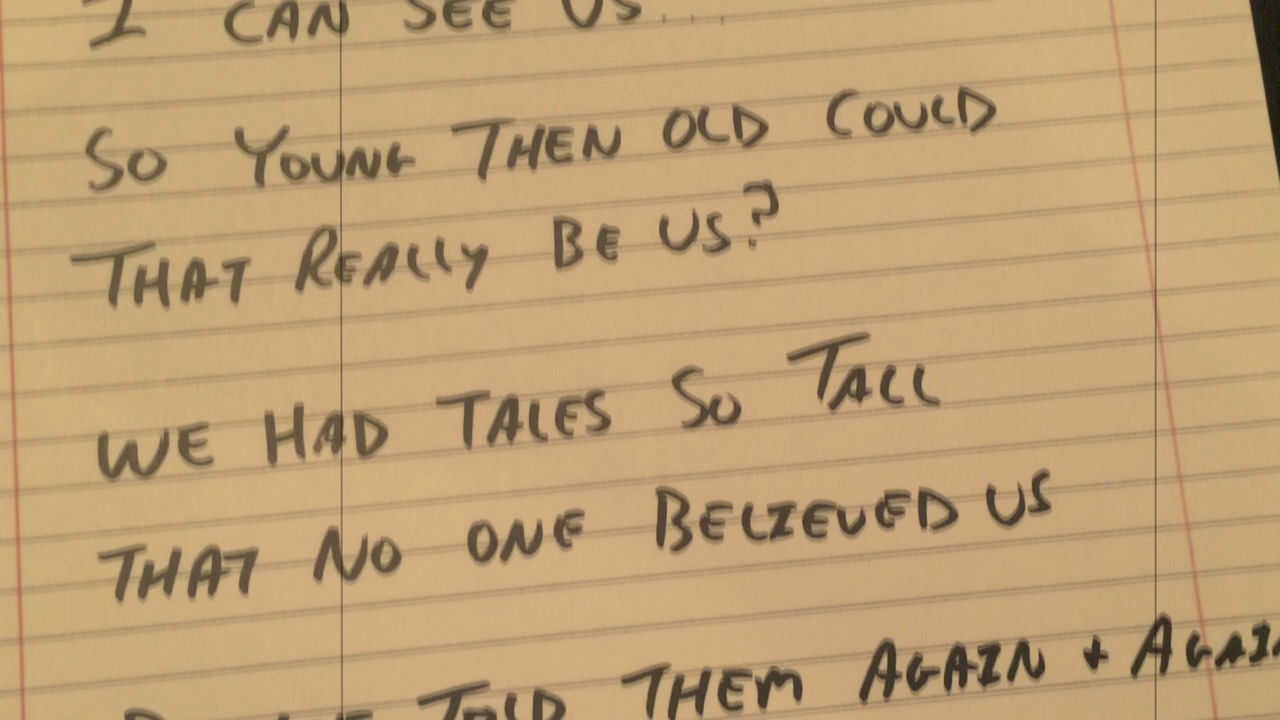 I CAN SEE US....
SO YOUNG THEN OLD COULD
THAT REALLY BE US?
WE HAD TALES SO TALL
THAT NO ONE BELIEVED US
TOLD THEM AGAIN + AGAIN